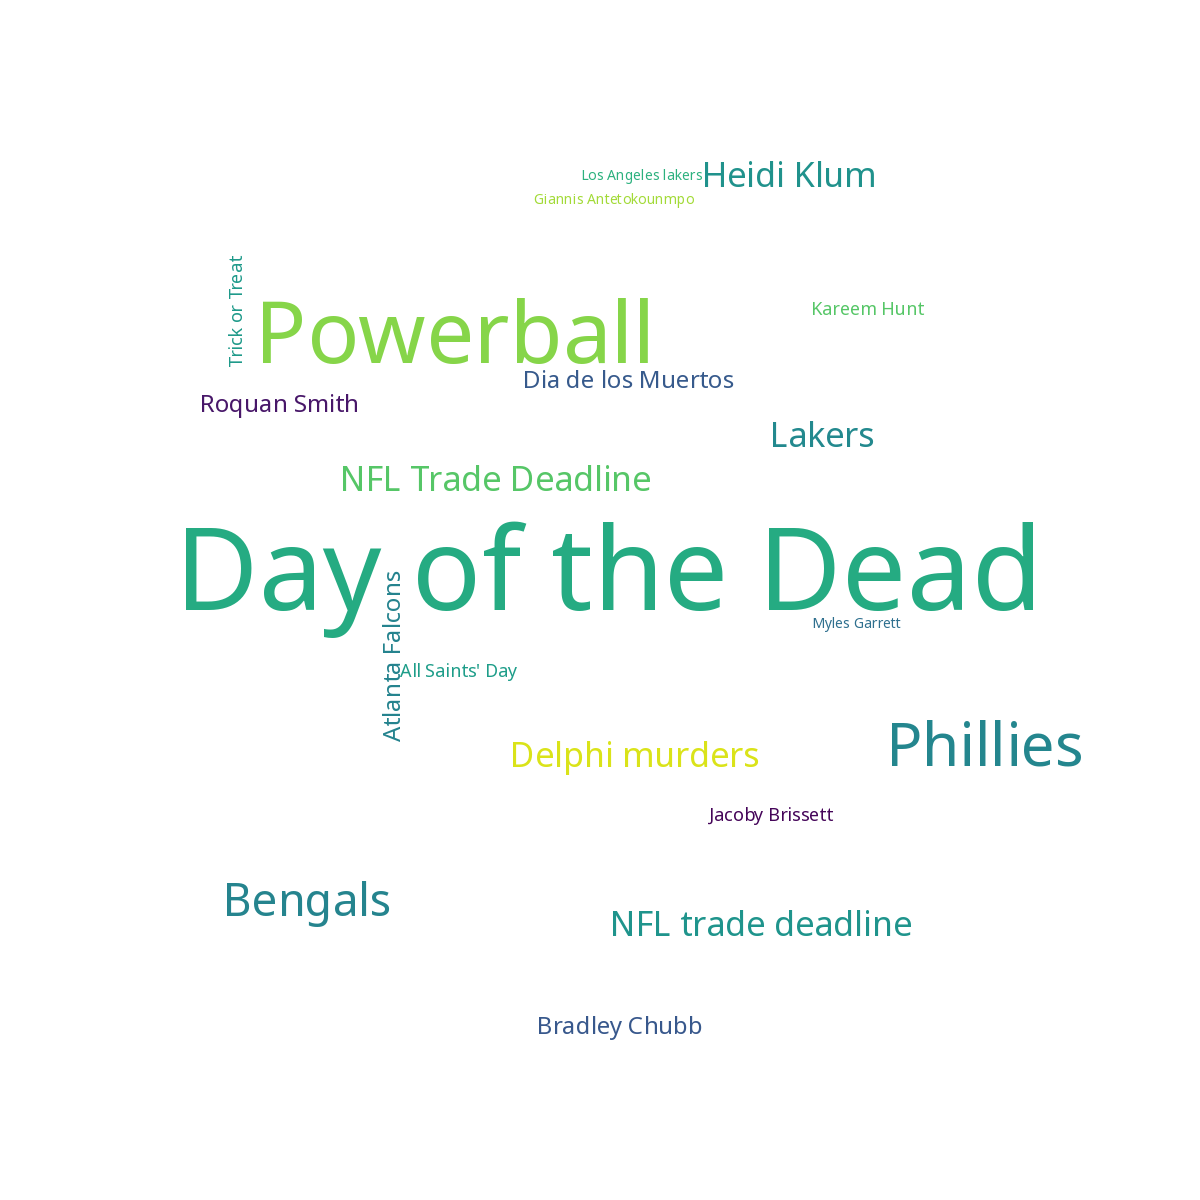 Los Angeles lakers
Heidi Klum
Giannis Antetokounmpo
Trick or Treat
Powerball
Kareem Hunt
Dia de los Muertos
Roquan Smith
Lakers
NFL Trade Deadline
Day of the Dead
Atlanta Falcons
Myles Garrett
All Saints' Day
Delphi murders
Phillies
Jacoby Brissett
Bengals
NFL trade deadline
Bradley Chubb